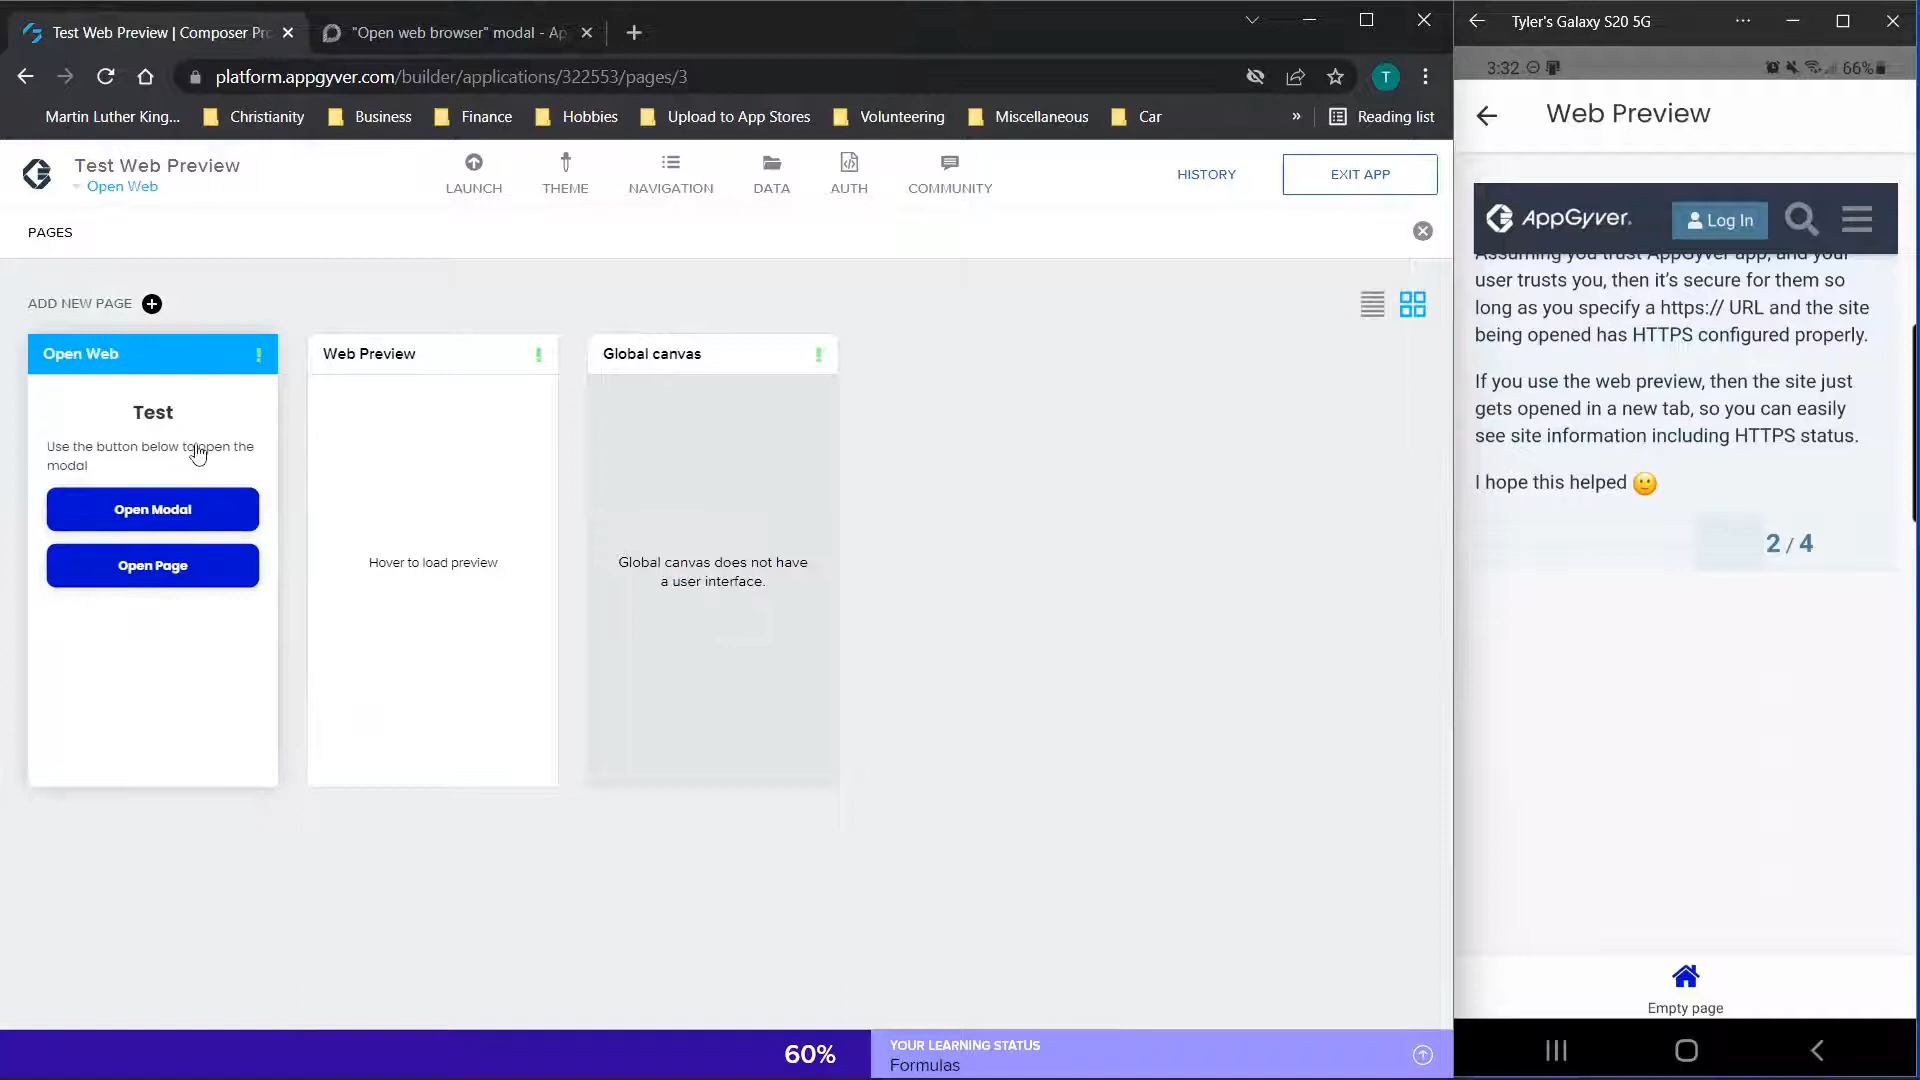 Test Web Preview | Composer Pr
"Open web browser" modal - Ap
platform.appgyver.com/builder/applications/322553/pages/3
T
Martin Luther King...
Christianity
Business
Finance
Hobbies
Upload to App Stores
Volunteering
Miscellaneous
Car
»
Reading list
Test Web Preview
Open Web
LAUNCH
THEME
NAVIGATION
DATA
AUTH
COMMUNITY
HISTORY
EXIT APP
PAGES
ADD NEW PAGE
Open Web
Web Preview
Global canvas
Test
Use the button below to open the
modal
Open Modal
Open Page
Hover to load preview
Global canvas does not have
a user interface.
60%
YOUR LEARNING STATUS
Formulas
Tyler's Galaxy S20 5G
3:32
66%
Web Preview
AppGyver.
Log In
Assuming you trust AppGyver app, and your
user trusts you, then it's secure for them so
long as you specify a https:// URL and the site
being opened has HTTPS configured properly.
If you use the web preview, then the site just
gets opened in a new tab, so you can easily
see site information including HTTPS status.
I hope this helped 🙂
2 / 4
Empty page